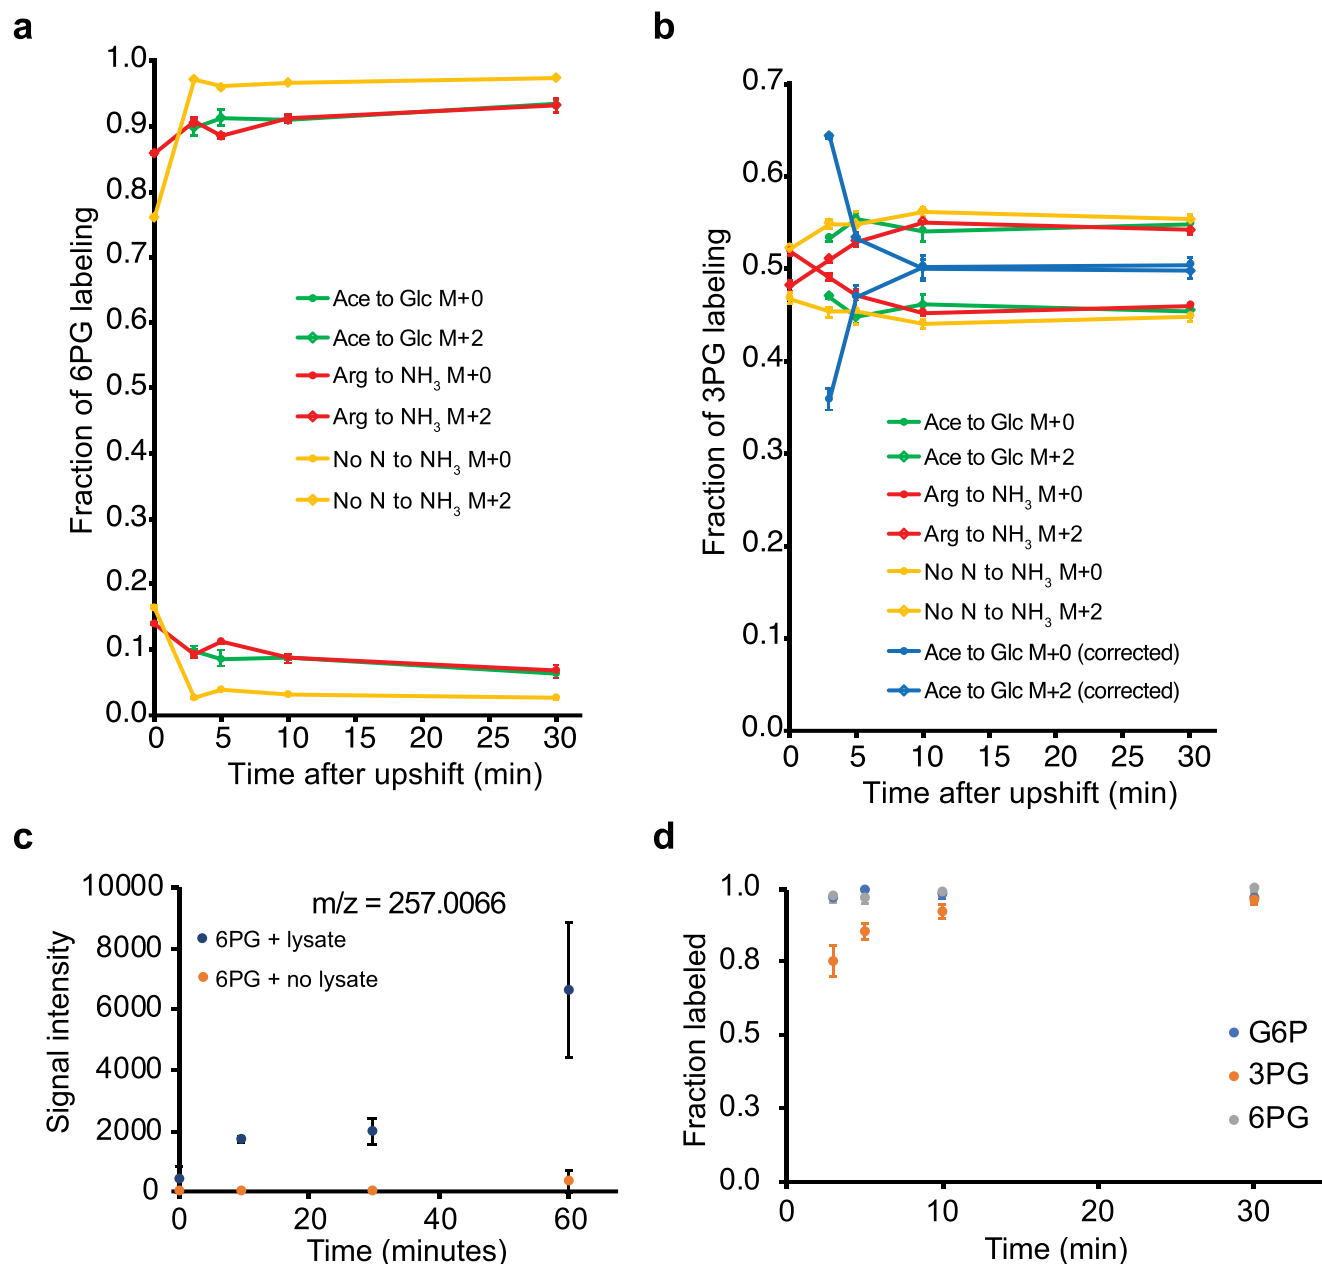 a
1.0
0.9
0.8
0.7
0.6
0.5
0.4
0.3
0.2
0.1
0.0
Fraction of 6PG labeling
Ace to Glc M+0
Ace to Glc M+2
Arg to NH3 M+0
Arg to NH3 M+2
No N to NH3 M+0
No N to NH3 M+2
0 5 10 15 20 25 30
Time after upshift (min)
b
0.7
0.6
0.5
0.4
0.3
0.2
0.1
0.0
Fraction of 3PG labeling
Ace to Glc M+0
Ace to Glc M+2
Arg to NH3 M+0
Arg to NH3 M+2
No N to NH3 M+0
No N to NH3 M+2
Ace to Glc M+0 (corrected)
Ace to Glc M+2 (corrected)
0 5 10 15 20 25 30
Time after upshift (min)
c
10000
8000
6000
4000
2000
0
Signal intensity
m/z = 257.0066
6PG + lysate
6PG + no lysate
0 20 40 60
Time (minutes)
d
1.0
0.8
0.5
0.3
0.0
Fraction labeled
G6P
3PG
6PG
0 10 20 30
Time (min)